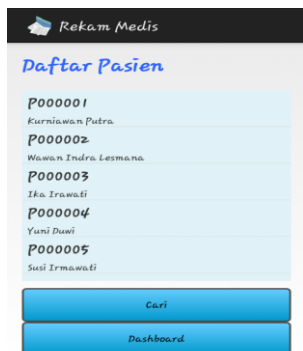 Rekam Medis
Daftar Pasien
P000001
Kurniawan Putra
P000002
Wawan Indra Lesmana
P000003
Ika Irawati
P000004
Yuni Duwi
P000005
Susi Irmawati
Cari
Dashboard